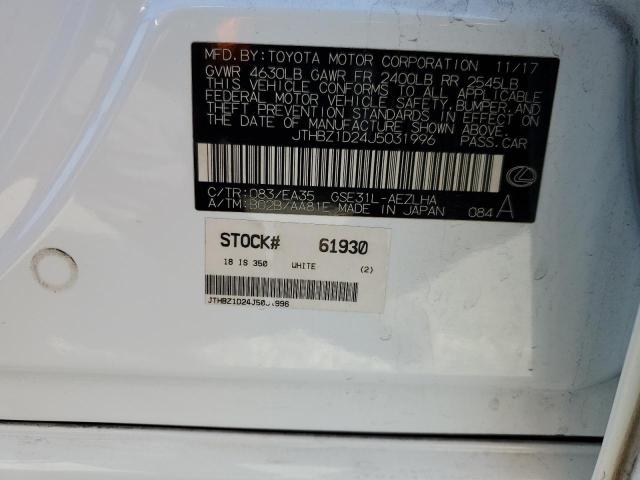 MFD.BY: TOYOTA MOTOR CORPORATION 11/17
GVWR 4630LB GAWR FR 2400LB RR 2545LB
THIS VEHICLE CONFORMS TO ALL APPLICABLE
FEDERAL MOTOR VEHICLE SAFETY, BUMPER, AND
THEFT PREVENTION STANDARDS IN EFFECT ON
THE DATE OF MANUFACTURE SHOWN ABOVE.
JTHBZ1D24J5031996 PASS.CAR
C/TR: 083/EA35 GSE31L-AEZLHA
A/TM: B02B/AA81E MADE IN JAPAN 084 A
STOCK# 61930
18 IS 350 WHITE (2)
JTHBZ1D24J5031996